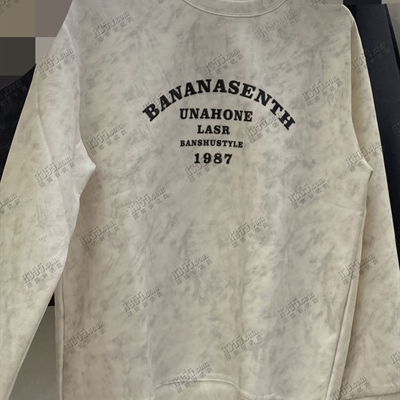 BANANASENTH
UNAHONE
LASR
BANSHUSTYLE
1987